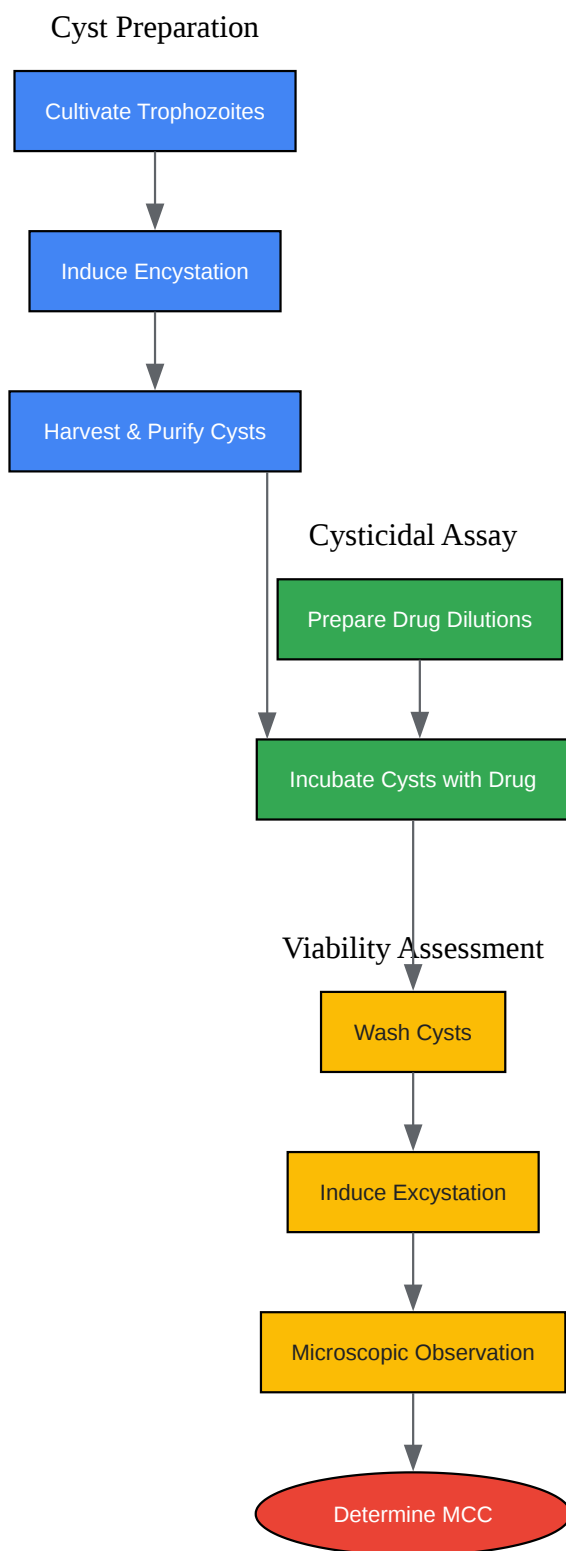 Cyst Preparation
Cultivate Trophozoites
Induce Encystation
Harvest & Purify Cysts
Cysticidal Assay
Prepare Drug Dilutions
Incubate Cysts with Drug
Viability Assessment
Wash Cysts
Induce Excystation
Microscopic Observation
Determine MCC